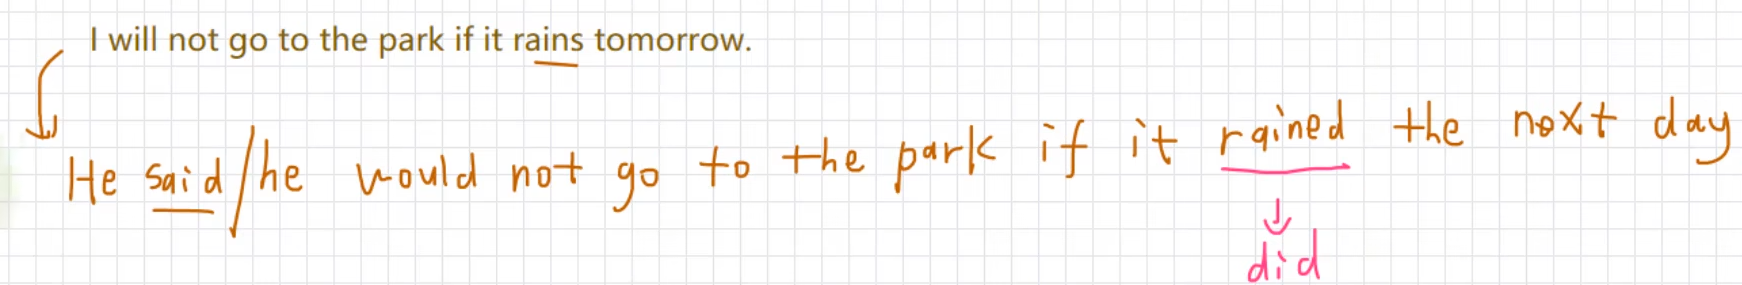 I will not go to the park if it rains tomorrow.
He said/he would not go to the park if it rained the next day
did